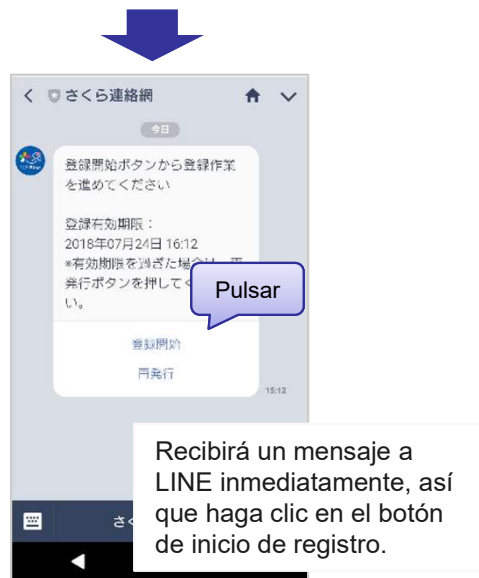 さくら連絡網
今日
登録開始ボタンから登録作業
を進めてください
登録有効期限：
2018年07月24日 16:12
※有効期限を過ぎた場合は、再
発行ボタンを押してく
い。
Pulsar
登録開始
再発行
15:12
Recibirá un mensaje a
LINE inmediatamente, así
que haga clic en el botón
de inicio de registro.
さく